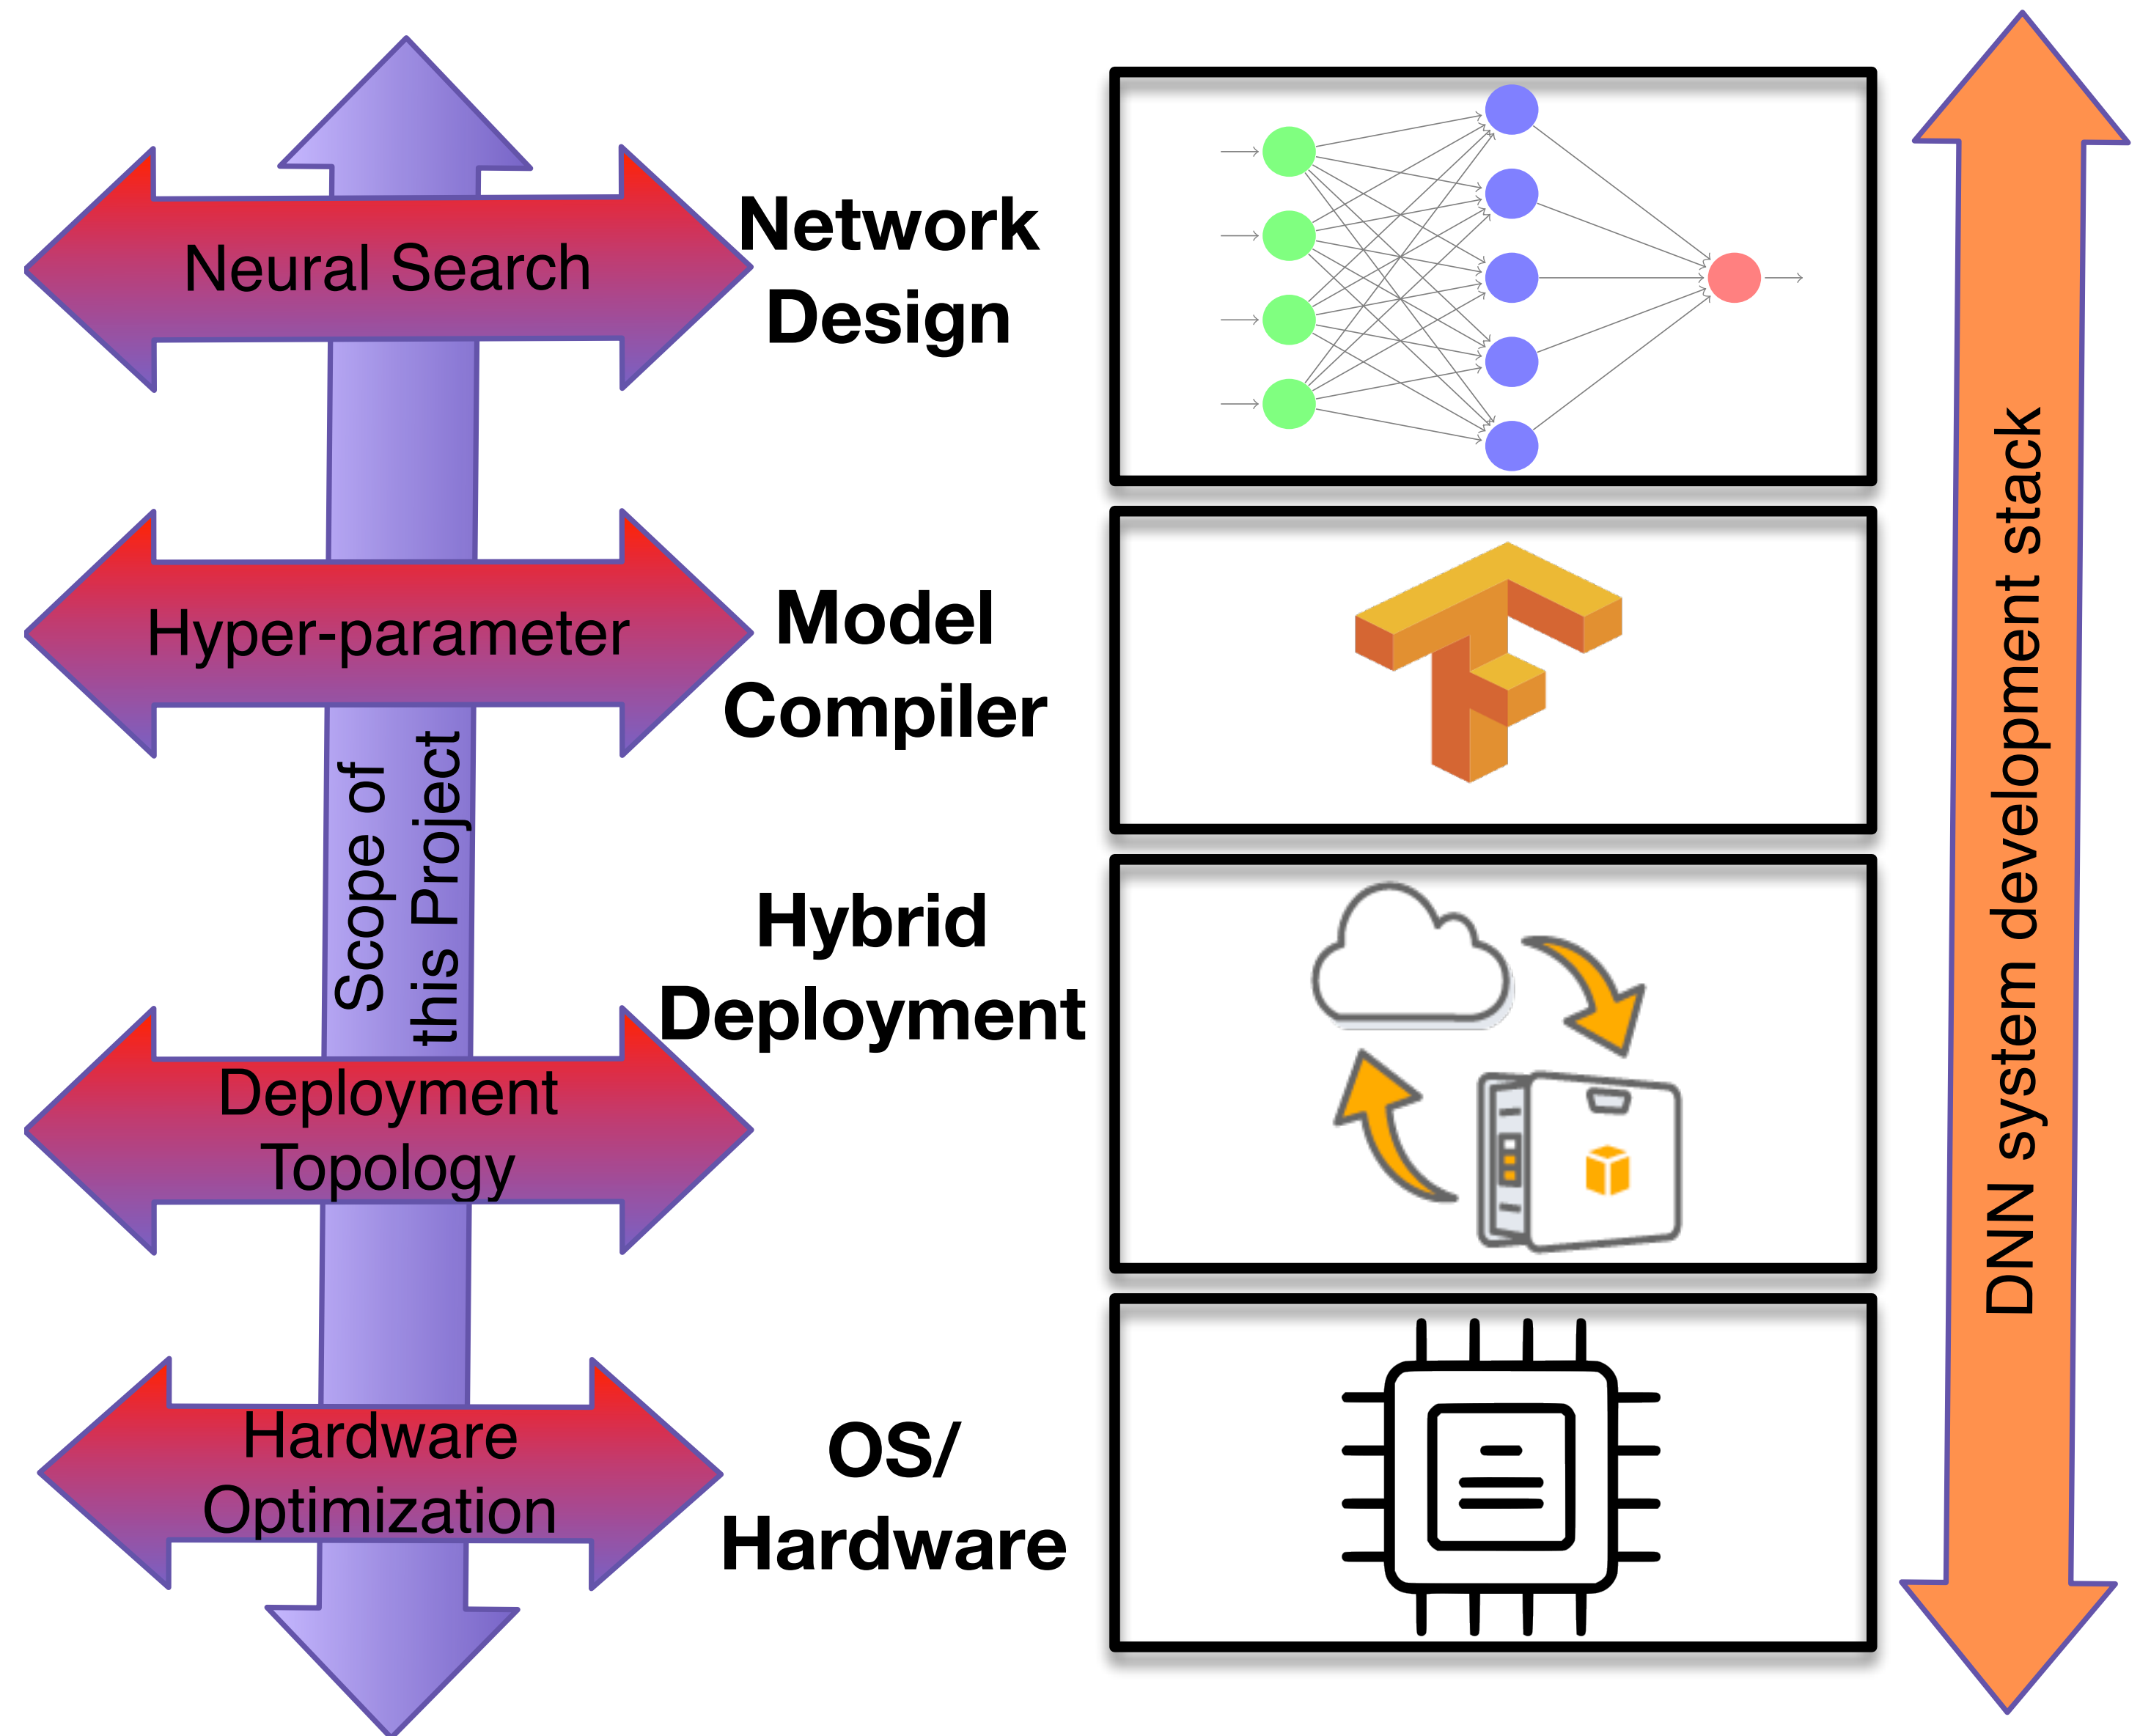 Neural Search
Network
Design
Hyper-parameter
Model
Compiler
Scope of
this Project
Hybrid
Deployment
Deployment
Topology
Hardware
Optimization
OS/
Hardware
DNN system development stack